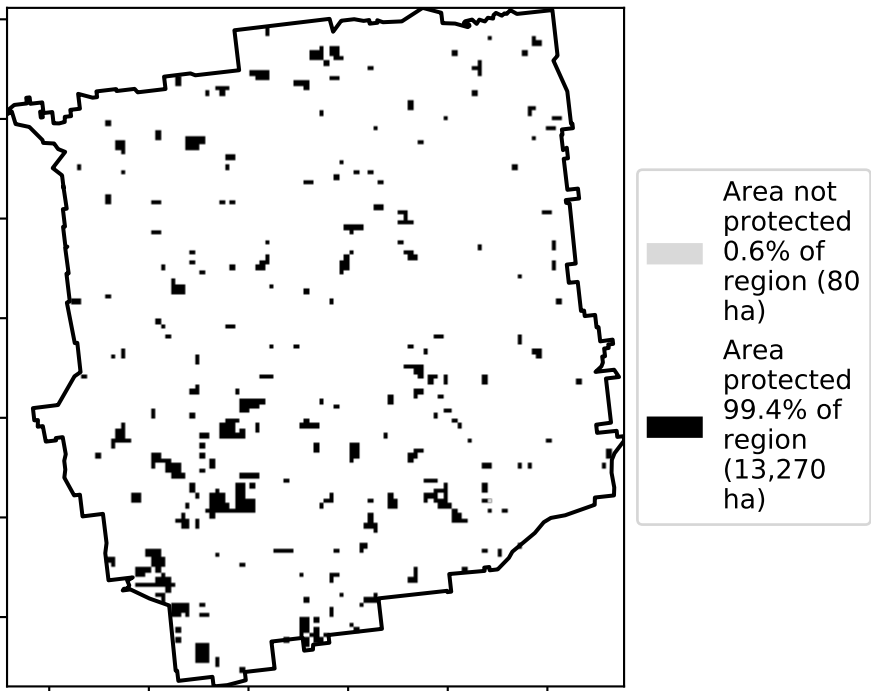 Area not
protected
0.6% of
region (80
ha)
Area
protected
99.4% of
region
(13,270
ha)